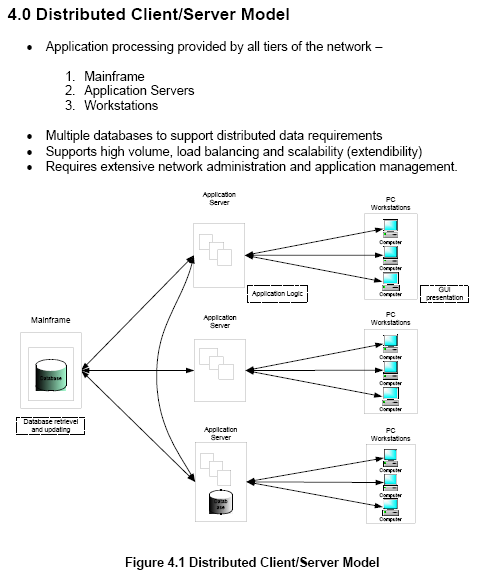 4.0 Distributed Client/Server Model
• Application processing provided by all tiers of the network –
1. Mainframe
2. Application Servers
3. Workstations
• Multiple databases to support distributed data requirements
• Supports high volume, load balancing and scalability (extendibility)
• Requires extensive network administration and application management.
Application
Server
PC
Workstations
Computer
Computer
Computer
Application Logic
GUI
presentation
Mainframe
Database
Database retrievel
and updating
Application
Server
PC
Workstations
Computer
Computer
Computer
Application
Server
Datab
ase
PC
Workstations
Computer
Computer
Computer
Figure 4.1 Distributed Client/Server Model